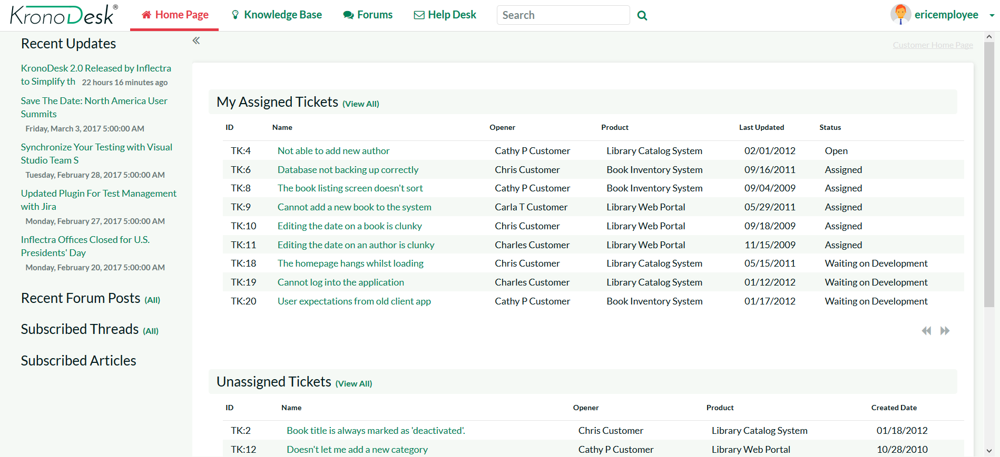 KronoDesk®
Home Page
Knowledge Base
Forums
Help Desk
Search
ericemployee
Recent Updates
KronoDesk 2.0 Released by Inflectra
to Simplify th 22 hours 16 minutes ago
Save The Date: North America User
Summits
Friday, March 3, 2017 5:00:00 AM
Synchronize Your Testing with Visual
Studio Team S
Tuesday, February 28, 2017 5:00:00 AM
Updated Plugin For Test Management
with Jira
Monday, February 27, 2017 5:00:00 AM
Inflectra Offices Closed for U.S.
Presidents' Day
Monday, February 20, 2017 5:00:00 AM
Recent Forum Posts (All)
Subscribed Threads (All)
Subscribed Articles
Customer Home Page
My Assigned Tickets (View All)
ID Name Opener Product Last Updated Status
TK:4 Not able to add new author Cathy P Customer Library Catalog System 02/01/2012 Open
TK:6 Database not backing up correctly Chris Customer Book Inventory System 09/16/2011 Assigned
TK:8 The book listing screen doesn't sort Cathy P Customer Book Inventory System 09/04/2009 Assigned
TK:9 Cannot add a new book to the system Carla T Customer Library Web Portal 05/29/2011 Assigned
TK:10 Editing the date on a book is clunky Chris Customer Library Web Portal 09/18/2009 Assigned
TK:11 Editing the date on an author is clunky Charles Customer Library Web Portal 11/15/2009 Assigned
TK:18 The homepage hangs whilst loading Chris Customer Library Catalog System 05/15/2011 Waiting on Development
TK:19 Cannot log into the application Charles Customer Library Catalog System 01/12/2012 Waiting on Development
TK:20 User expectations from old client app Cathy P Customer Book Inventory System 01/17/2012 Waiting on Development
Unassigned Tickets (View All)
ID Name Opener Product Created Date
TK:2 Book title is always marked as 'deactivated'. Chris Customer Library Catalog System 01/18/2012
TK:12 Doesn't let me add a new category Cathy P Customer Library Web Portal 10/28/2010